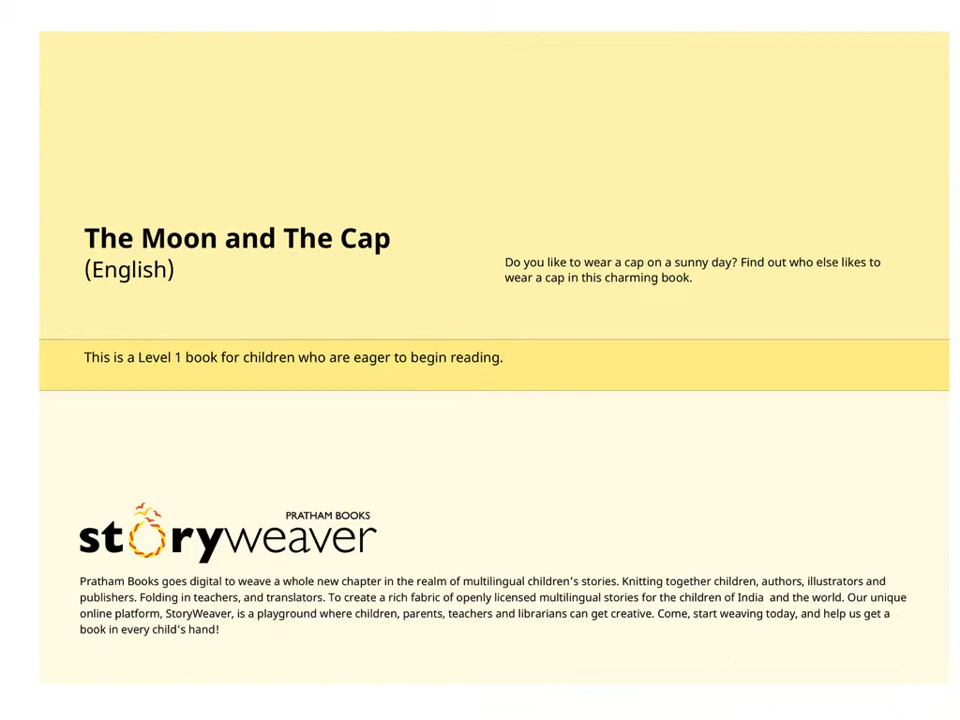 The Moon and The Cap
(English)
Do you like to wear a cap on a sunny day? Find out who else likes to
wear a cap in this charming book.
This is a Level 1 book for children who are eager to begin reading.
PRATHAM BOOKS
storyweaver
Pratham Books goes digital to weave a whole new chapter in the realm of multilingual children's stories. Knitting together children, authors, illustrators and
publishers. Folding in teachers, and translators. To create a rich fabric of openly licensed multilingual stories for the children of India and the world. Our unique
online platform, StoryWeaver, is a playground where children, parents, teachers and librarians can get creative. Come, start weaving today, and help us get a
book in every child's hand!